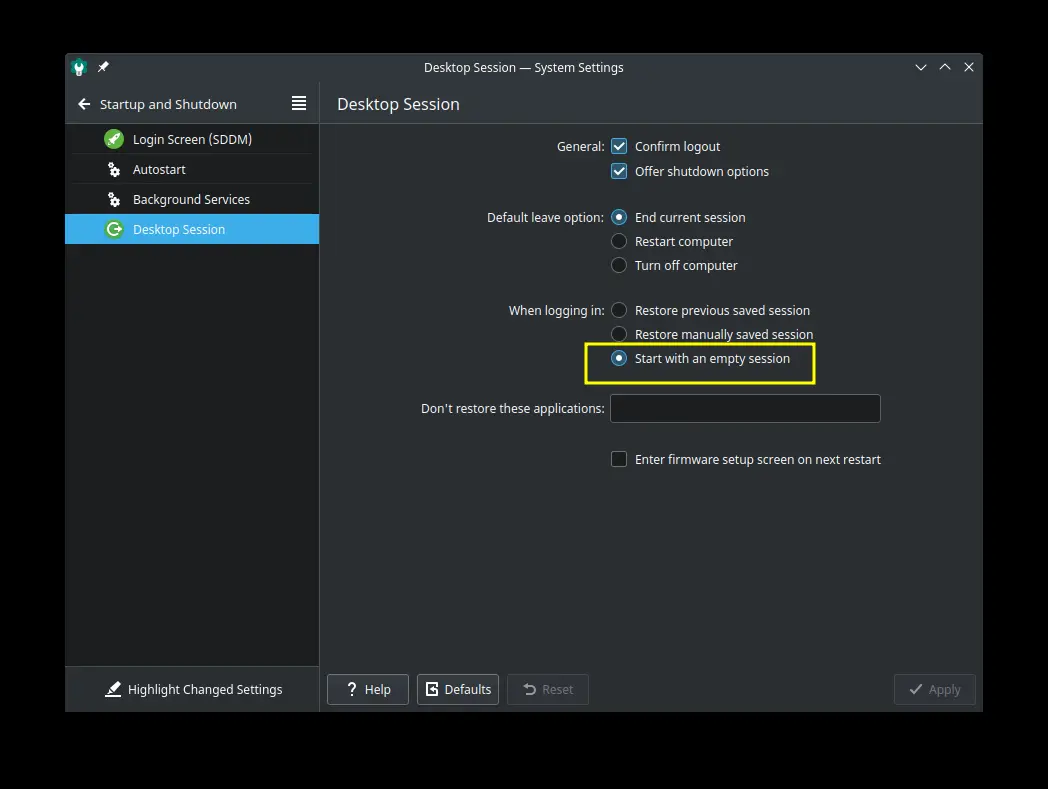 Desktop Session — System Settings
Startup and Shutdown
Desktop Session
Login Screen (SDDM)
Autostart
Background Services
Desktop Session
General: Confirm logout
Offer shutdown options
Default leave option: End current session
Restart computer
Turn off computer
When logging in: Restore previous saved session
Restore manually saved session
Start with an empty session
Don't restore these applications:
Enter firmware setup screen on next restart
Highlight Changed Settings
? Help
Defaults
Reset
Apply